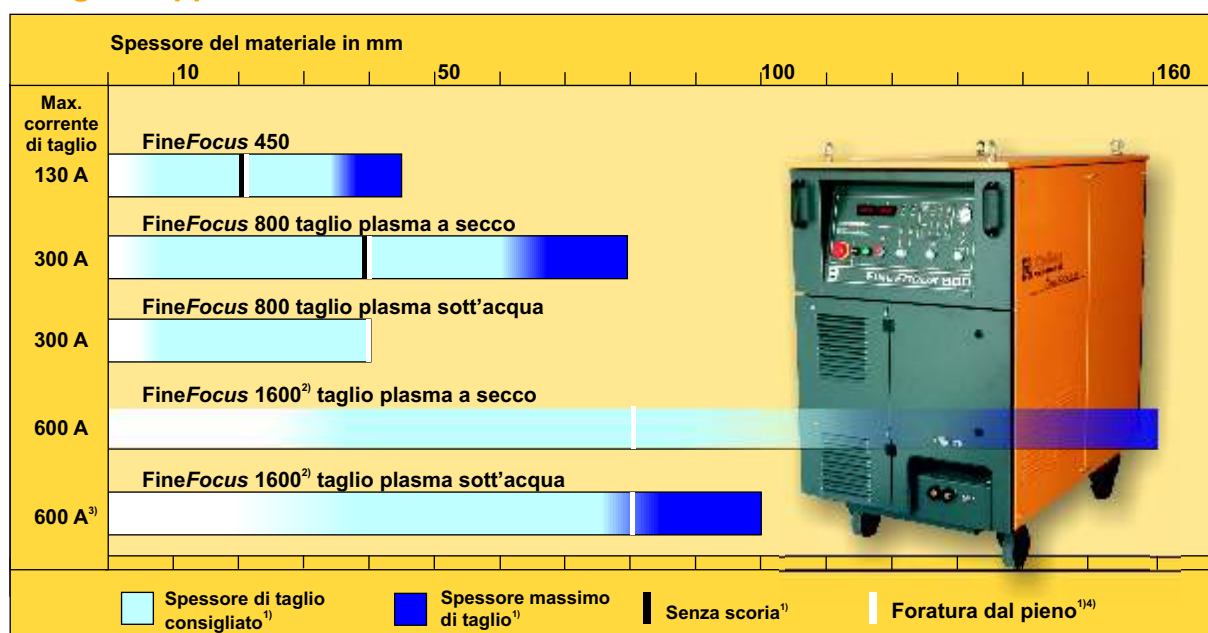 Spessore del materiale in mm
10 50 100 160
Max.
corrente
di taglio
FineFocus 450
130 A
FineFocus 800 taglio plasma a secco
300 A
FineFocus 800 taglio plasma sott’acqua
300 A
FineFocus 1600²⁾ taglio plasma a secco
600 A
FineFocus 1600²⁾ taglio plasma sott’acqua
600 A³⁾
FineFocus 800
Spessore di taglio
consigliato¹⁾
Spessore massimo
di taglio¹⁾
Senza scoria¹⁾
Foratura dal pieno¹⁾⁴⁾